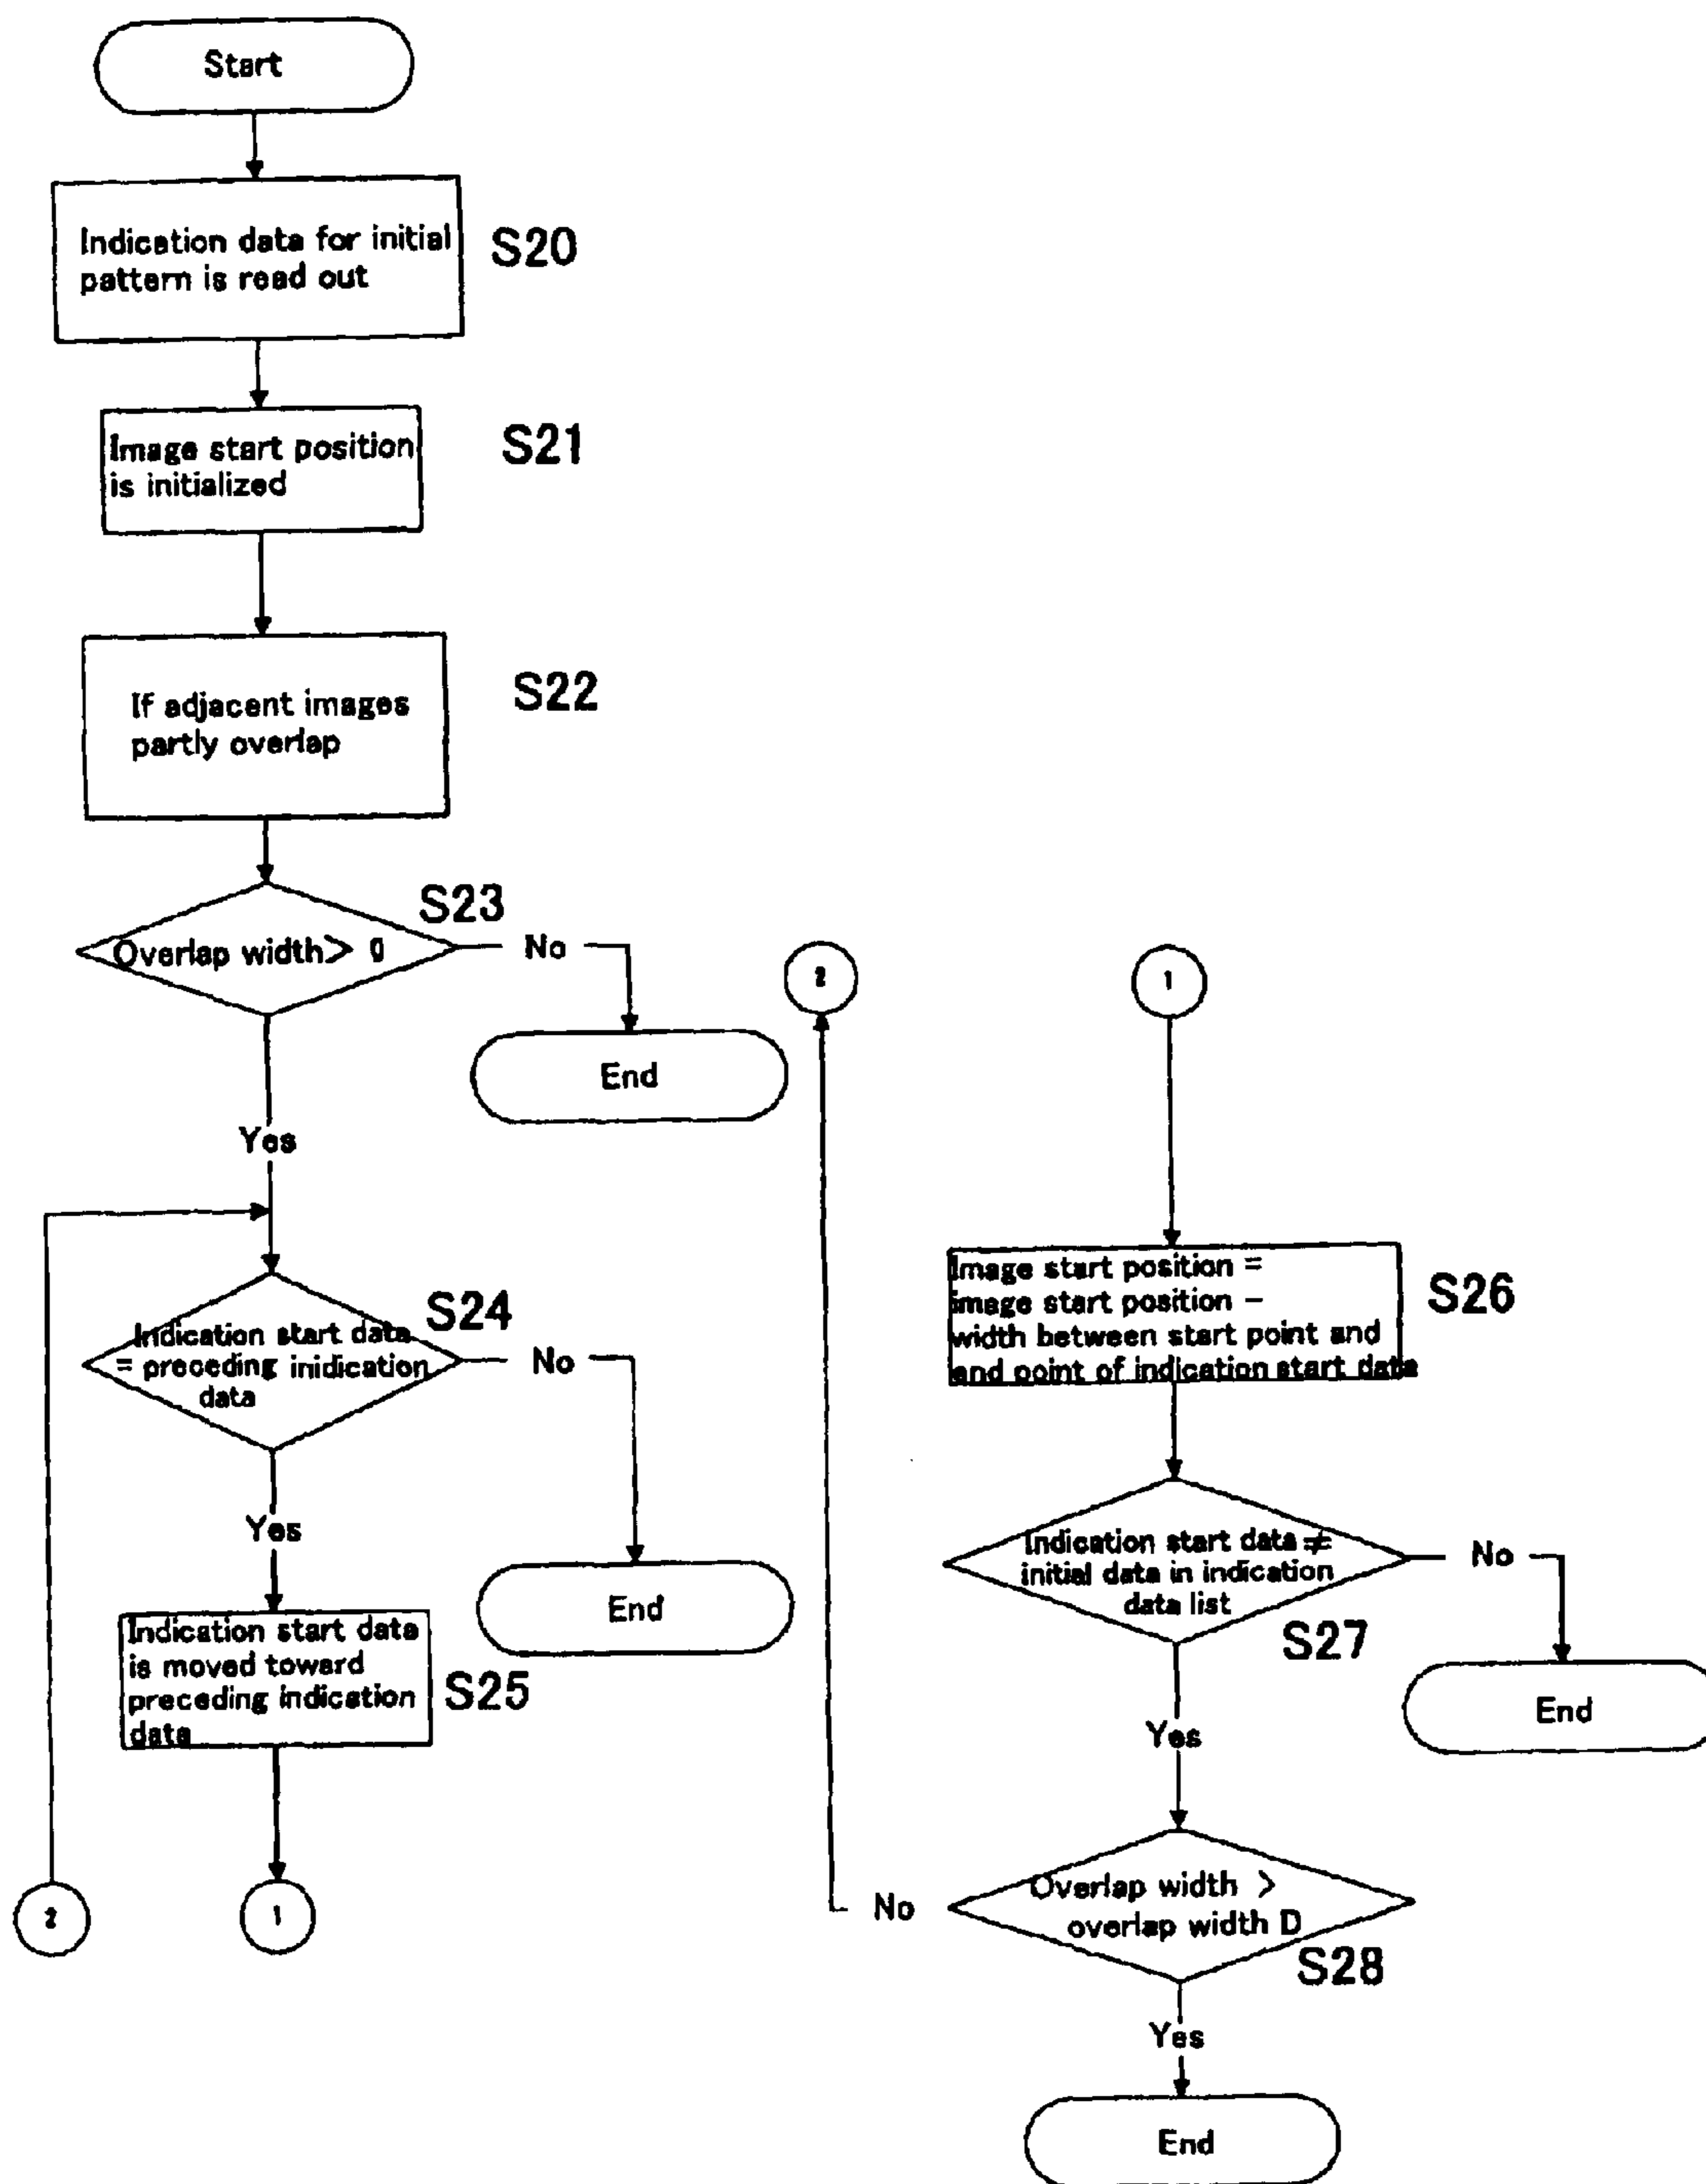 Start
Indication data for initial
pattern is read out
S20
Image start position
is initialized
S21
If adjacent images
partly overlap
S22
S23
Overlap width> 0
No
End
Yes
S24
Indication start data
= preceding inidication
data
No
End
Yes
Indication start data
is moved toward
preceding indication
data
S25
2
1
2
1
Image start position =
image start position −
width between start point and
end point of indication start data
S26
Indication start data ≠
initial data in indication
data list
No
S27
End
Yes
Overlap width >
overlap width D
No
S28
Yes
End